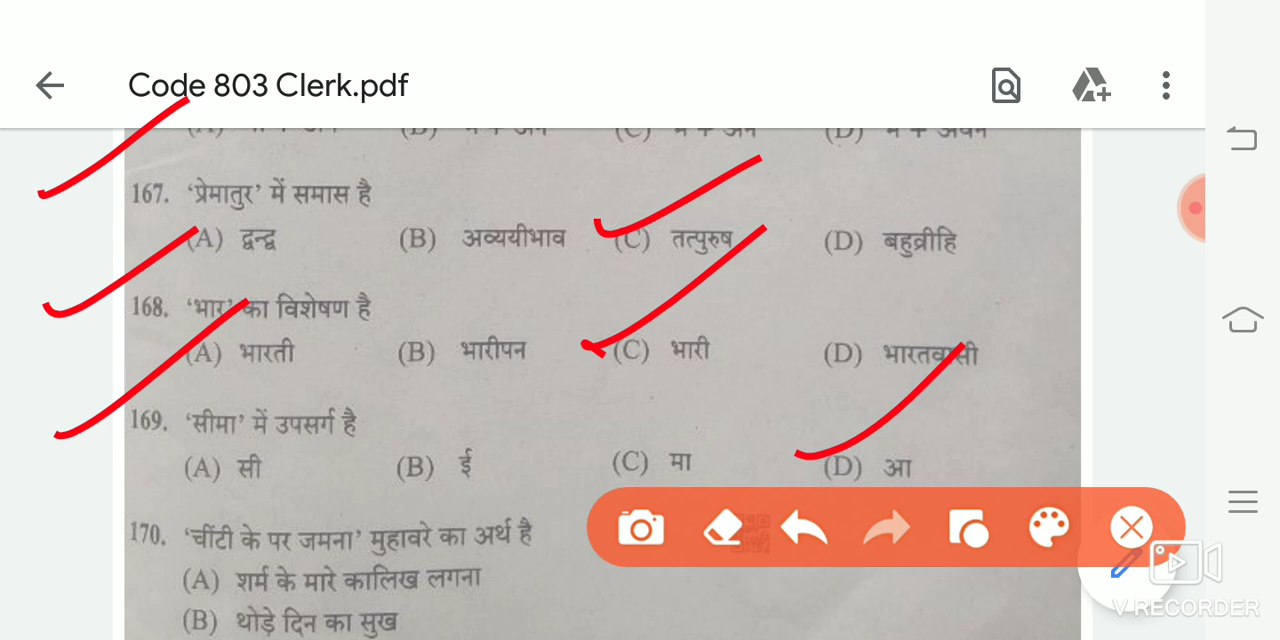 Code 803 Clerk.pdf
167. ‘प्रेमातुर’ में समास है
(A) द्वन्द्व (B) अव्ययीभाव (C) तत्पुरुष (D) बहुव्रीहि
168. ‘भार’ का विशेषण है
(A) भारती (B) भारीपन (C) भारी (D) भारतवासी
169. ‘सीमा’ में उपसर्ग है
(A) सी (B) ई (C) मा (D) आ
170. ‘चींटी के पर जमना’ मुहावरे का अर्थ है
(A) शर्म के मारे कालिख लगना
(B) थोड़े दिन का सुख
V RECORDER